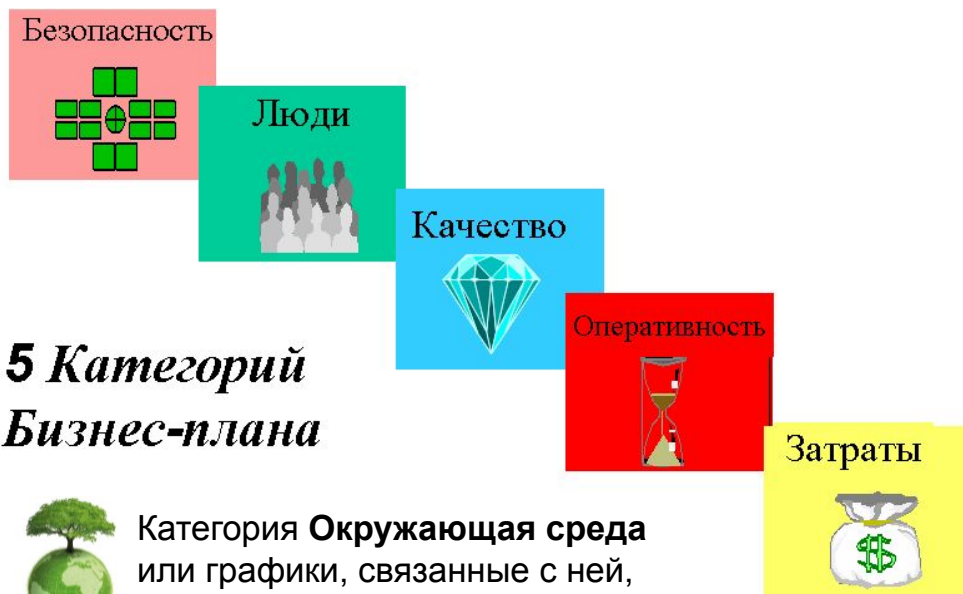 Безопасность
Люди
Качество
Оперативность
5 Категорий
Бизнес-плана
Затраты
$
Категория Окружающая среда
или графики, связанные с ней,